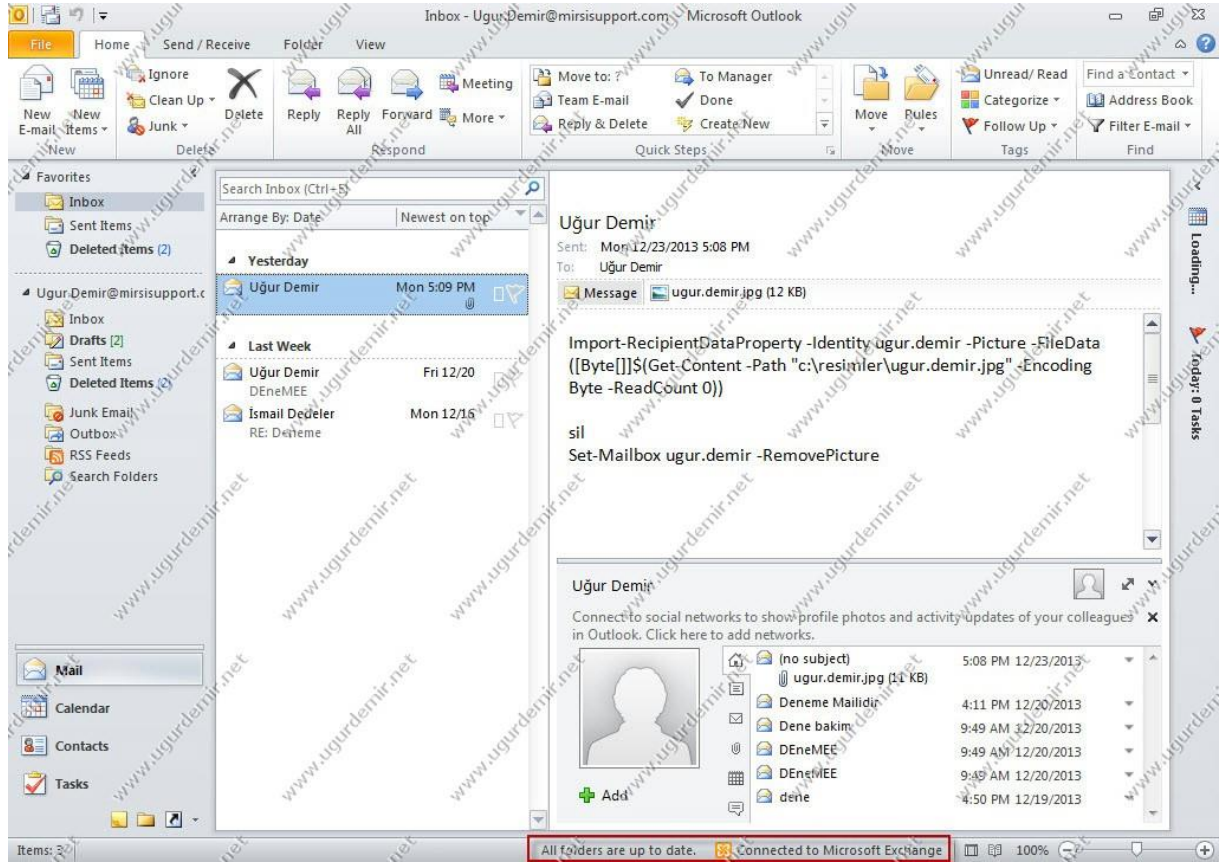 Inbox - Ugur.Demir@mirsisupport.com - Microsoft Outlook
File Home Send / Receive Folder View
New E-mail
New Items
Ignore
Clean Up
Junk
Delete
Reply
Reply All
Forward
Meeting
More
Move to: ?
Team E-mail
Reply & Delete
To Manager
Done
Create New
Move
Rules
Unread/ Read
Categorize
Follow Up
Find a Contact
Address Book
Filter E-mail
New Delete Respond Quick Steps Move Tags Find
Favorites
Inbox
Sent Items
Deleted Items (2)
Ugur.Demir@mirsisupport.c
Inbox
Drafts [2]
Sent Items
Deleted Items (2)
Junk Email
Outbox
RSS Feeds
Search Folders
Mail
Calendar
Contacts
Tasks
Search Inbox (Ctrl+E)
Arrange By: Date Newest on top
Yesterday
Uğur Demir Mon 5:09 PM
Last Week
Uğur Demir Fri 12/20
DEneMEE
İsmail Dedeler Mon 12/16
RE: Deneme
Uğur Demir
Sent: Mon 12/23/2013 5:08 PM
To: Uğur Demir
Message ugur.demir.jpg (12 KB)
Import-RecipientDataProperty -Identity ugur.demir -Picture -FileData
([Byte[]]$(Get-Content -Path "c:\resimler\ugur.demir.jpg" -Encoding
Byte -ReadCount 0))
sil
Set-Mailbox ugur.demir -RemovePicture
Uğur Demir
Connect to social networks to show profile photos and activity updates of your colleagues
in Outlook. Click here to add networks.
Add
(no subject) 5:08 PM 12/23/2013
ugur.demir.jpg (11 KB)
Deneme Mailidir 4:11 PM 12/20/2013
Dene bakim 9:49 AM 12/20/2013
DEneMEE 9:49 AM 12/20/2013
DEneMEE 9:49 AM 12/20/2013
dene 4:50 PM 12/19/2013
Loading...
Today: 0 Tasks
Items: 3
All folders are up to date. Connected to Microsoft Exchange 100%
www.ugurdemir.net